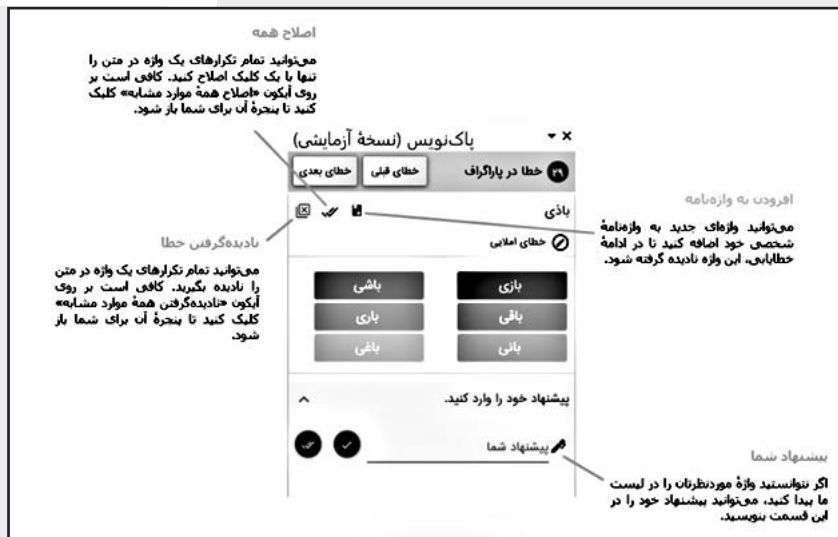 اصلاح همه
می‌توانید تمام تکرارهای یک واژه در متن را
تنها با یک کلیک اصلاح کنید. کافی است بر
روی آیکون «اصلاح همهٔ موارد مشابه» کلیک
کنید تا پنجرهٔ آن برای شما باز شود.
پاک‌نویس (نسخهٔ آزمایشی)
۲۹ خطا در پاراگراف
خطای قبلی
خطای بعدی
باذی
خطای املایی
افزودن به واژه‌نامه
می‌توانید واژه‌ای جدید به واژه‌نامهٔ
شخصی خود اضافه کنید تا در ادامهٔ
خطایابی، این واژه نادیده گرفته شود.
نادیده‌گرفتن خطا
می‌توانید تمام تکرارهای یک واژه در متن
را نادیده بگیرید. کافی است بر روی
آیکون «نادیده‌گرفتن همهٔ موارد مشابه»
کلیک کنید تا پنجرهٔ آن برای شما باز
شود.
بازی
باشی
باقی
باری
بانی
باغی
پیشنهاد خود را وارد کنید.
پیشنهاد شما
پیشنهاد شما
اگر نتوانستید واژهٔ موردنظرتان را در لیست
ما پیدا کنید، می‌توانید پیشنهاد خود را در
این قسمت بنویسید.